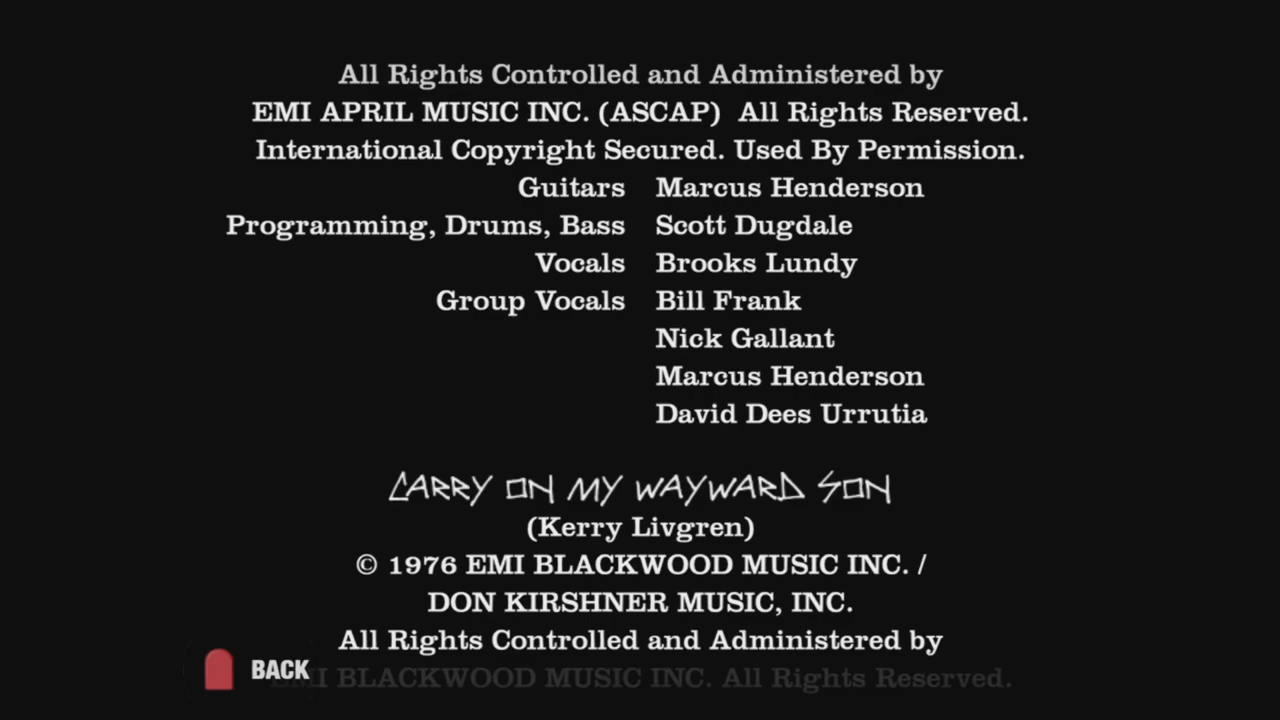 All Rights Controlled and Administered by
EMI APRIL MUSIC INC. (ASCAP)  All Rights Reserved.
International Copyright Secured. Used By Permission.
Guitars Marcus Henderson
Programming, Drums, Bass Scott Dugdale
Vocals Brooks Lundy
Group Vocals Bill Frank
Nick Gallant
Marcus Henderson
David Dees Urrutia
CARRY ON MY WAYWARD SON
(Kerry Livgren)
© 1976 EMI BLACKWOOD MUSIC INC. /
DON KIRSHNER MUSIC, INC.
All Rights Controlled and Administered by
EMI BLACKWOOD MUSIC INC. All Rights Reserved.
BACK